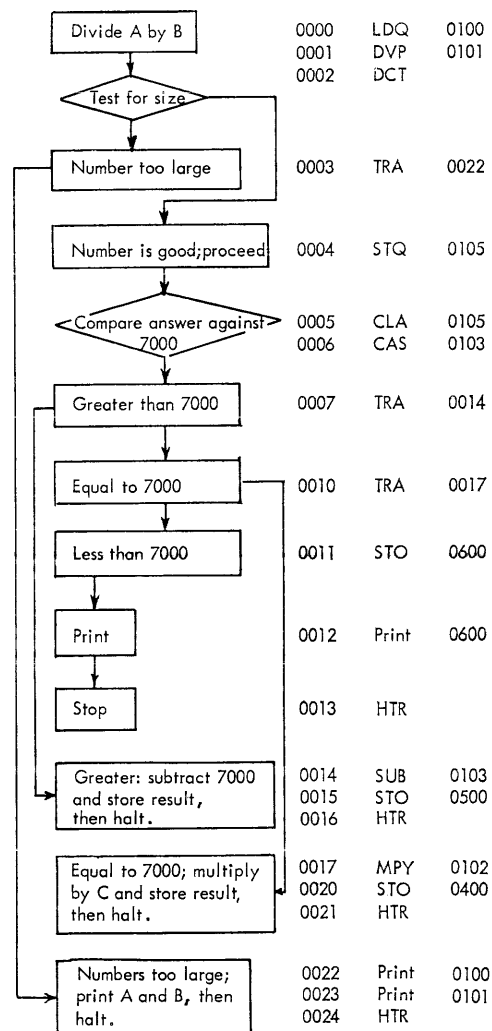 Divide A by B 0000 LDQ 0100
0001 DVP 0101
0002 DCT
Test for size
Number too large 0003 TRA 0022
Number is good;proceed 0004 STQ 0105
Compare answer against 0005 CLA 0105
7000 0006 CAS 0103
Greater than 7000 0007 TRA 0014
Equal to 7000 0010 TRA 0017
Less than 7000 0011 STO 0600
Print 0012 Print 0600
Stop 0013 HTR
Greater: subtract 7000 0014 SUB 0103
and store result, 0015 STO 0500
then halt. 0016 HTR
Equal to 7000; multiply 0017 MPY 0102
by C and store result, 0020 STO 0400
then halt. 0021 HTR
Numbers too large; 0022 Print 0100
print A and B, then 0023 Print 0101
halt. 0024 HTR